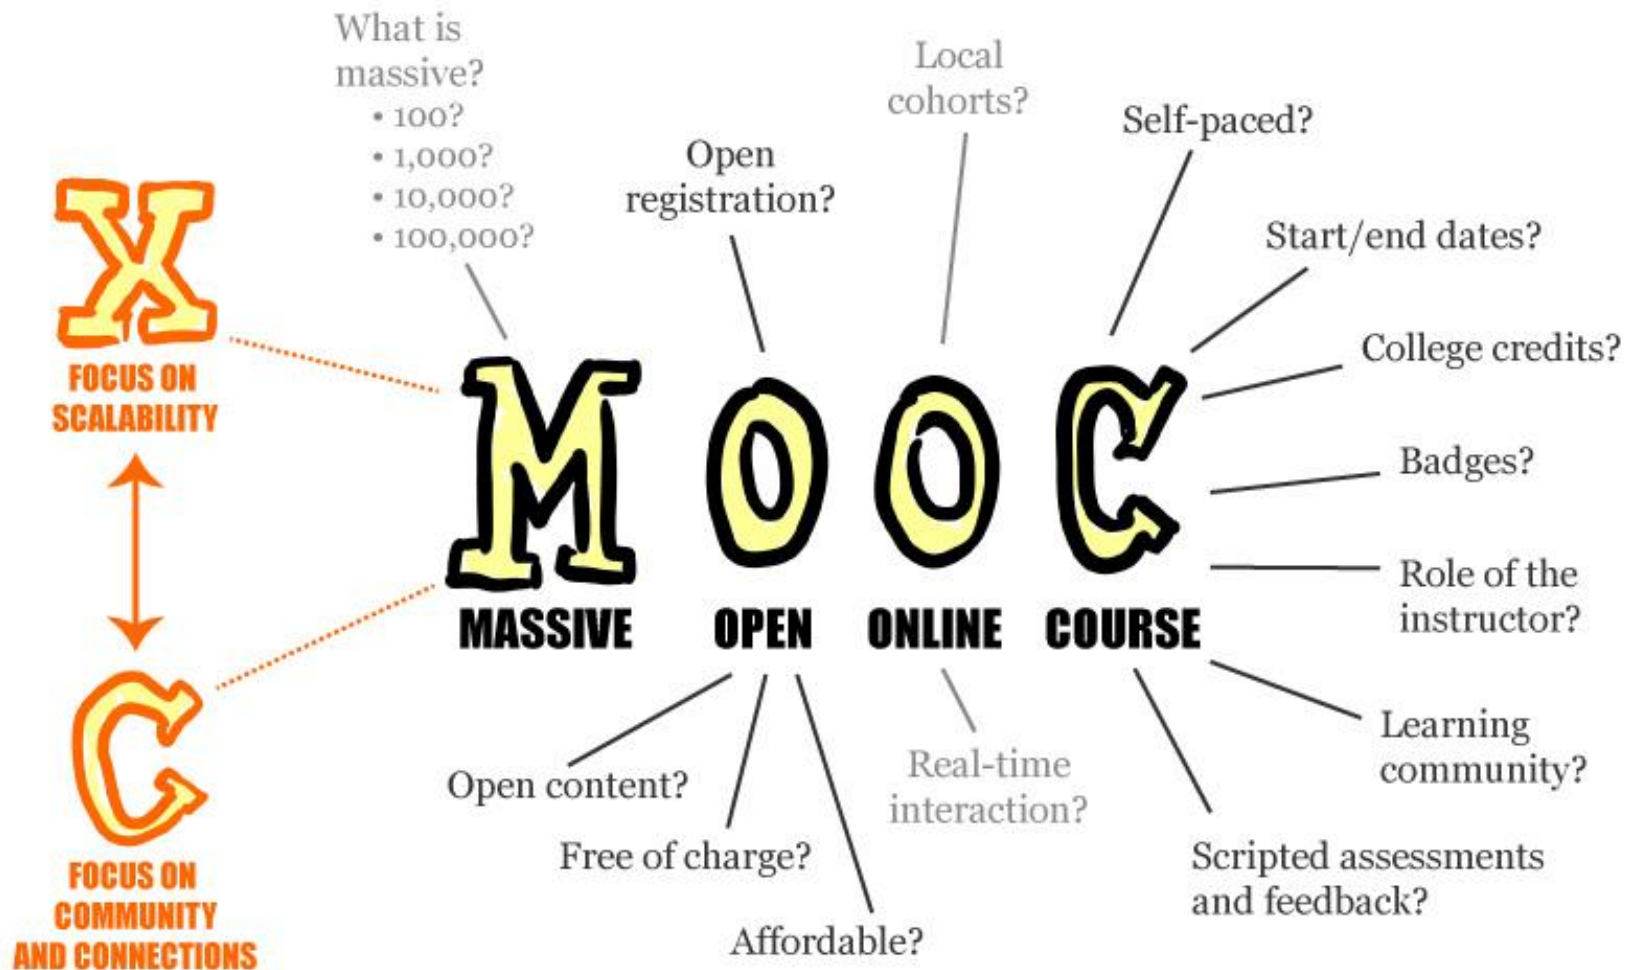 What is
massive?
• 100?
• 1,000?
• 10,000?
• 100,000?
Open
registration?
Local
cohorts?
Self-paced?
Start/end dates?
College credits?
Badges?
Role of the
instructor?
Learning
community?
Scripted assessments
and feedback?
X
FOCUS ON
SCALABILITY
C
FOCUS ON
COMMUNITY
AND CONNECTIONS
MOOC
MASSIVE OPEN ONLINE COURSE
Open content?
Free of charge?
Affordable?
Real-time
interaction?